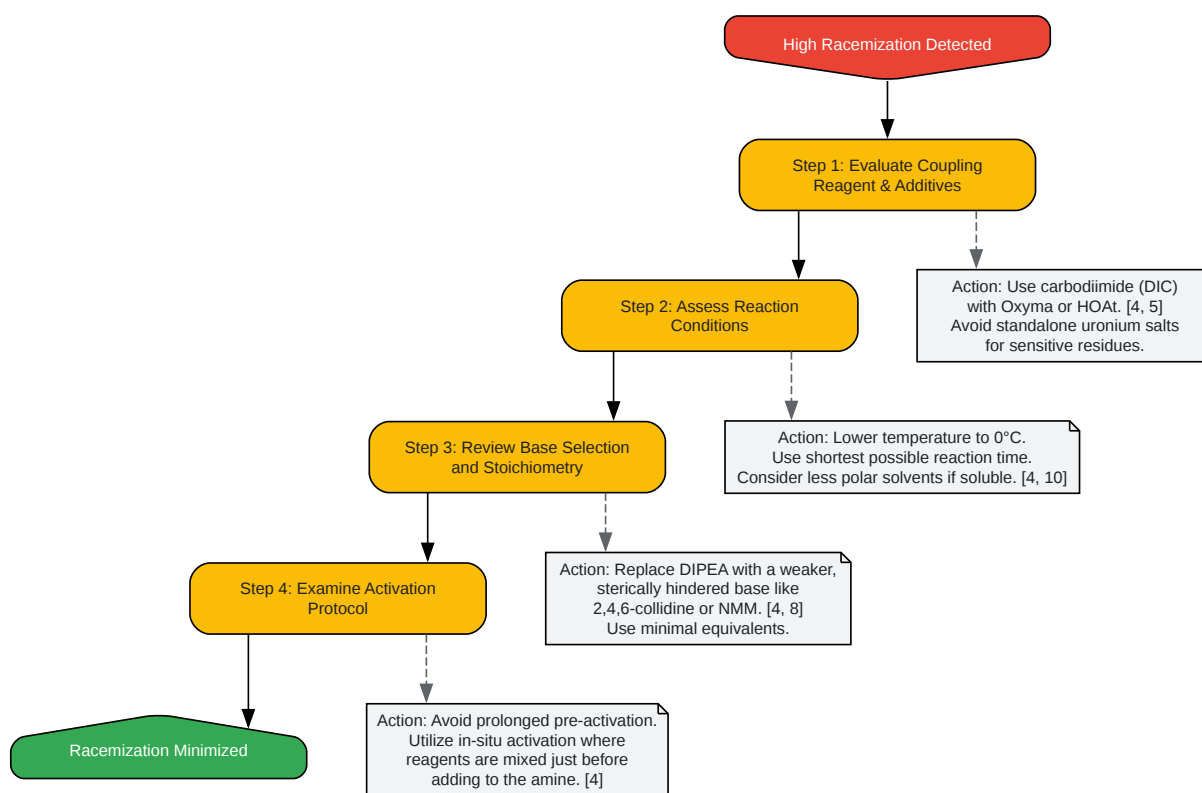 High Racemization Detected
Step 1: Evaluate Coupling
Reagent & Additives
Action: Use carbodiimide (DIC)
with Oxyma or HOAt. [4, 5]
Avoid standalone uronium salts
for sensitive residues.
Step 2: Assess Reaction
Conditions
Action: Lower temperature to 0°C.
Use shortest possible reaction time.
Consider less polar solvents if soluble. [4, 10]
Step 3: Review Base Selection
and Stoichiometry
Action: Replace DIPEA with a weaker,
sterically hindered base like
2,4,6-collidine or NMM. [4, 8]
Use minimal equivalents.
Step 4: Examine Activation
Protocol
Action: Avoid prolonged pre-activation.
Utilize in-situ activation where
reagents are mixed just before
adding to the amine. [4]
Racemization Minimized